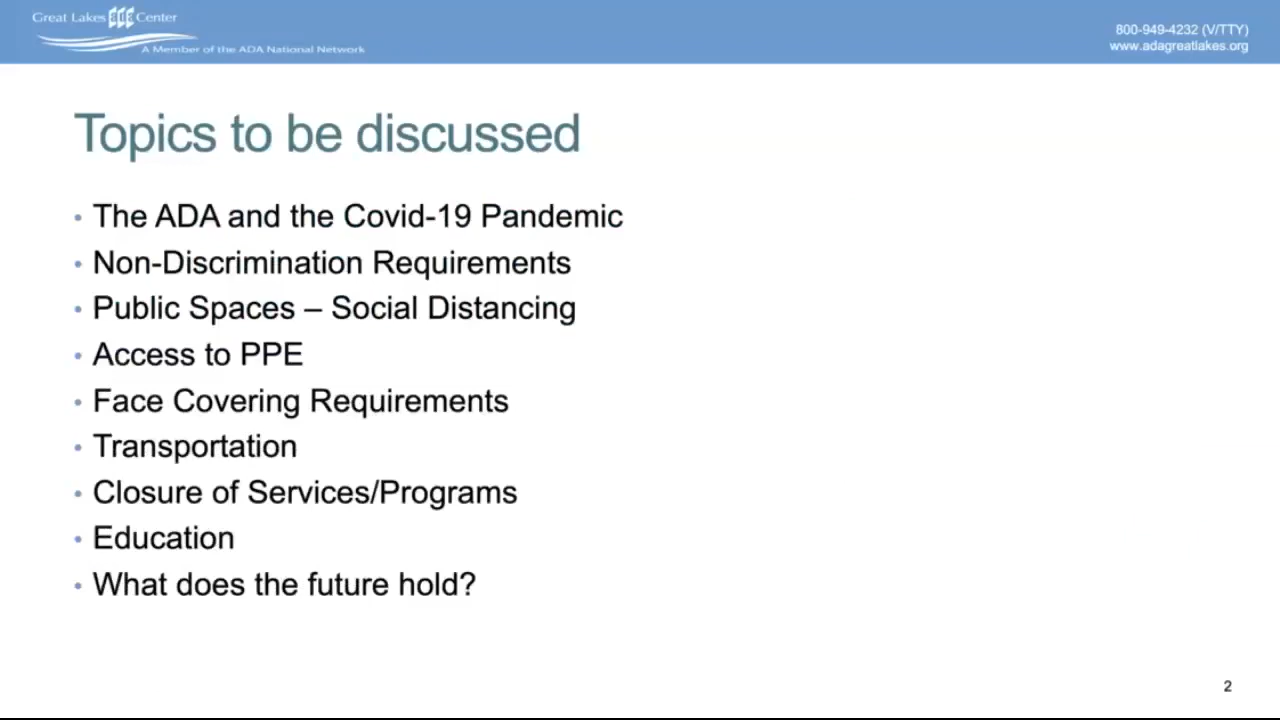 Great Lakes ada Center
A Member of the ADA National Network
800-949-4232 (V/TTY)
www.adagreatlakes.org
Topics to be discussed
• The ADA and the Covid-19 Pandemic
• Non-Discrimination Requirements
• Public Spaces – Social Distancing
• Access to PPE
• Face Covering Requirements
• Transportation
• Closure of Services/Programs
• Education
• What does the future hold?
2